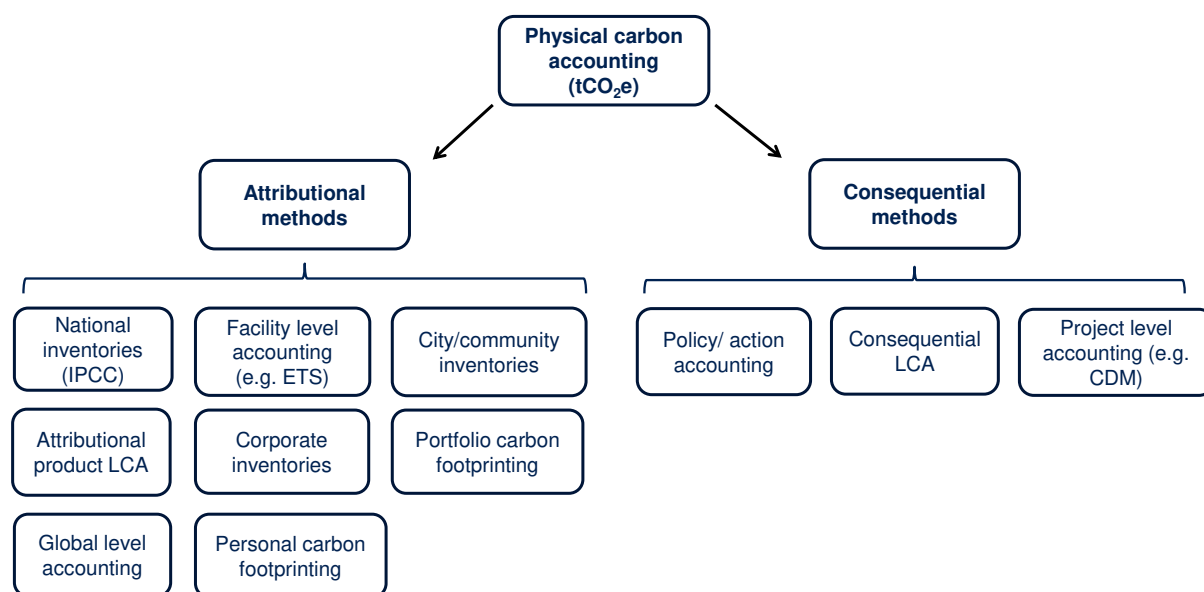 Physical carbon
accounting
(tCO₂e)
Attributional
methods
Consequential
methods
National
inventories
(IPCC)
Facility level
accounting
(e.g. ETS)
City/community
inventories
Policy/ action
accounting
Consequential
LCA
Project level
accounting (e.g.
CDM)
Attributional
product LCA
Corporate
inventories
Portfolio carbon
footprinting
Global level
accounting
Personal carbon
footprinting